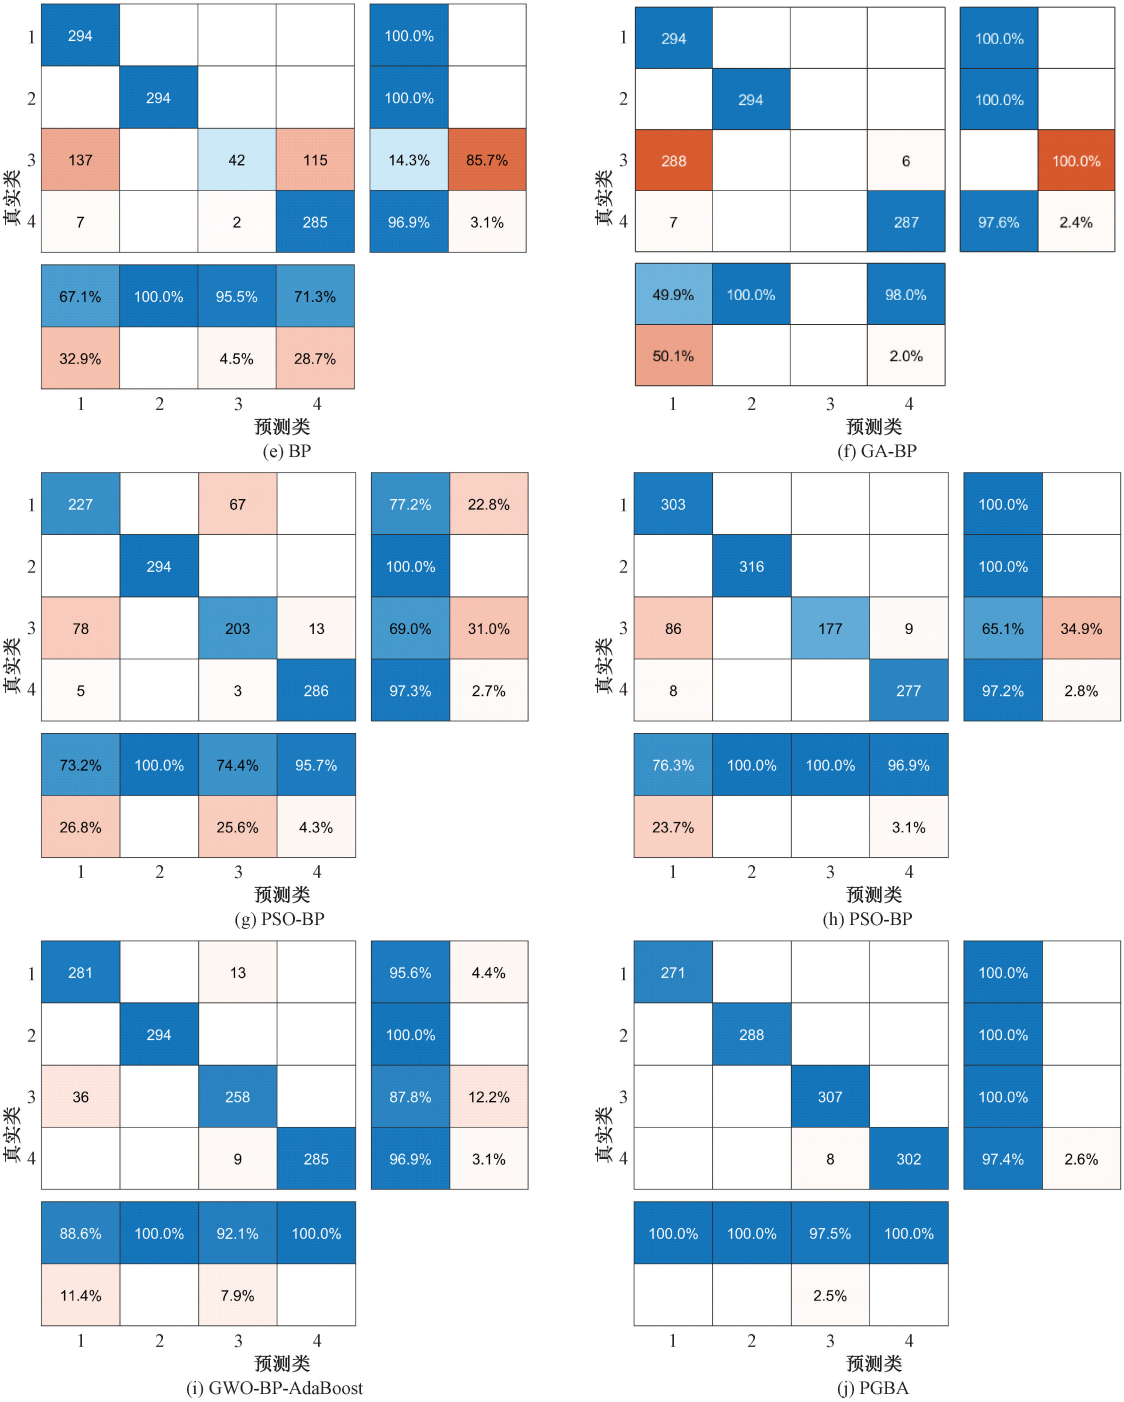 1 294 100.0%
2 294 100.0%
3 137 42 115 14.3% 85.7%
4 7 2 285 96.9% 3.1%
真实类
67.1% 100.0% 95.5% 71.3%
32.9% 4.5% 28.7%
1 2 3 4
预测类
(e) BP
1 294 100.0%
2 294 100.0%
3 288 6 100.0%
4 7 287 97.6% 2.4%
真实类
49.9% 100.0% 98.0%
50.1% 2.0%
1 2 3 4
预测类
(f) GA-BP
1 227 67 77.2% 22.8%
2 294 100.0%
3 78 203 13 69.0% 31.0%
4 5 3 286 97.3% 2.7%
真实类
73.2% 100.0% 74.4% 95.7%
26.8% 25.6% 4.3%
1 2 3 4
预测类
(g) PSO-BP
1 303 100.0%
2 316 100.0%
3 86 177 9 65.1% 34.9%
4 8 277 97.2% 2.8%
真实类
76.3% 100.0% 100.0% 96.9%
23.7% 3.1%
1 2 3 4
预测类
(h) PSO-BP
1 281 13 95.6% 4.4%
2 294 100.0%
3 36 258 87.8% 12.2%
4 9 285 96.9% 3.1%
真实类
88.6% 100.0% 92.1% 100.0%
11.4% 7.9%
1 2 3 4
预测类
(i) GWO-BP-AdaBoost
1 271 100.0%
2 288 100.0%
3 307 100.0%
4 8 302 97.4% 2.6%
真实类
100.0% 100.0% 97.5% 100.0%
2.5%
1 2 3 4
预测类
(j) PGBA